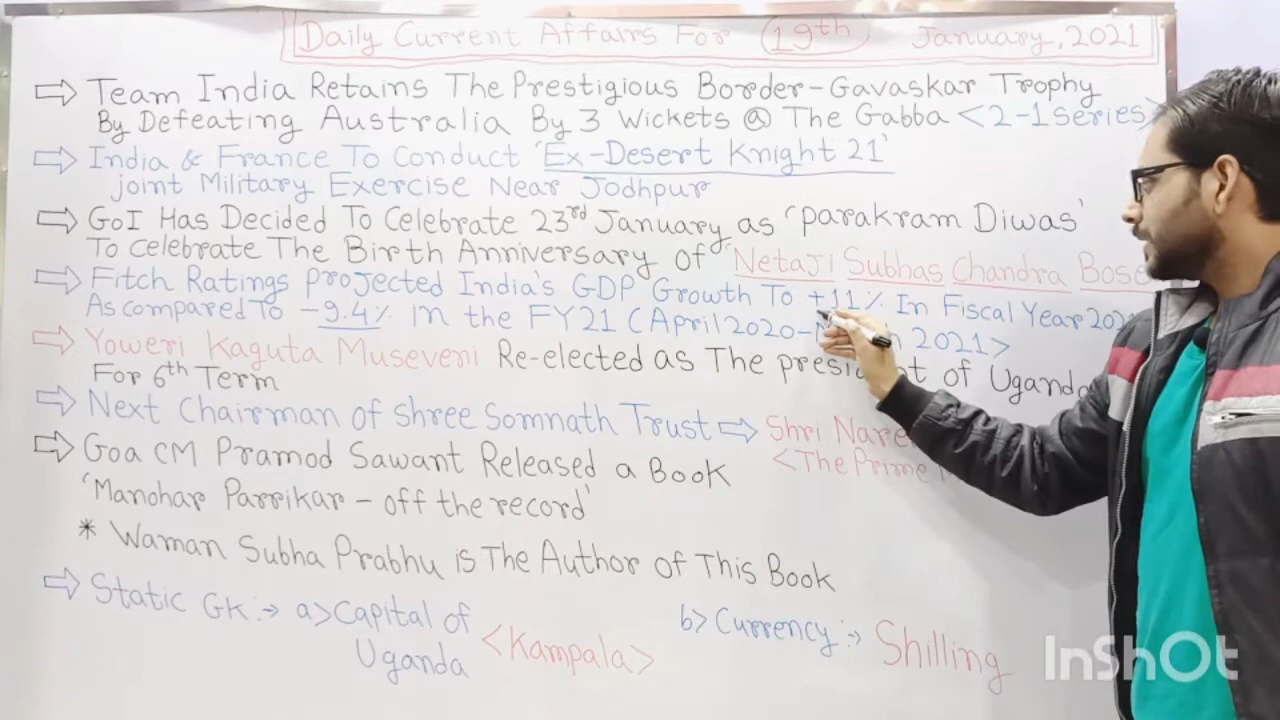 Daily Current Affairs For 19th January, 2021
⇨ Team India Retains The Prestigious Border-Gavaskar Trophy
By Defeating Australia By 3 Wickets @ The Gabba <2-1 series>
⇨ India & France To Conduct 'Ex-Desert Knight 21'
joint Military Exercise Near Jodhpur
⇨ GoI Has Decided To Celebrate 23rd January as 'Parakram Diwas'
To celebrate The Birth Anniversary of Netaji Subhas Chandra Bose
⇨ Fitch Ratings projected India's GDP Growth To +11% In Fiscal Year
As compared To -9.4% in the FY21 (April 2020- 2021>
⇨ Yoweri Kaguta Museveni Re-elected as The president of Uganda
For 6th Term
⇨ Next Chairman of Shree Somnath Trust ⇨ Shri
<The Prime
⇨ Goa CM Pramod Sawant Released a Book
'Manohar Parrikar - off the record'
* Waman Subha Prabhu is The Author of This Book
⇨ Static GK:→ a> Capital of Uganda <Kampala> b> Currency:→ Shilling
InShOt